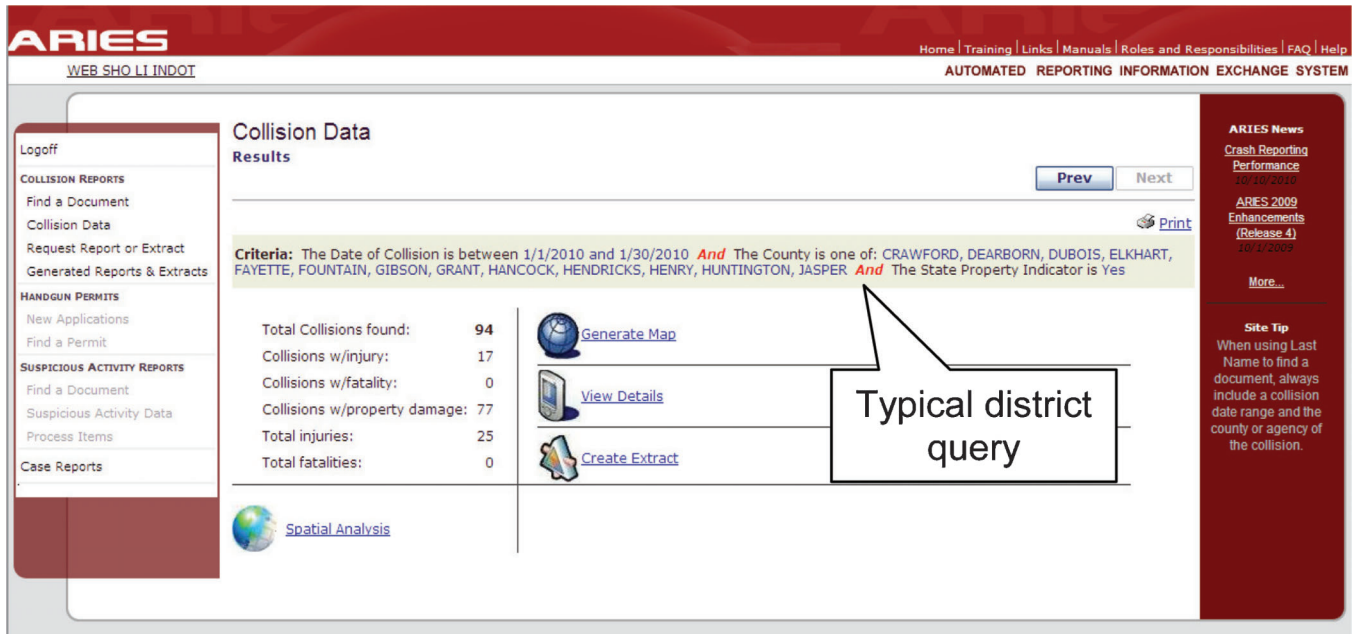 ARIES
Home | Training | Links | Manuals | Roles and Responsibilities | FAQ | Help
WEB SHO LI INDOT
AUTOMATED REPORTING INFORMATION EXCHANGE SYSTEM
Logoff
COLLISION REPORTS
Find a Document
Collision Data
Request Report or Extract
Generated Reports & Extracts
HANDGUN PERMITS
New Applications
Find a Permit
SUSPICIOUS ACTIVITY REPORTS
Find a Document
Suspicious Activity Data
Process Items
Case Reports
Collision Data
Results
Prev Next
Print
Criteria: The Date of Collision is between 1/1/2010 and 1/30/2010 And The County is one of: CRAWFORD, DEARBORN, DUBOIS, ELKHART,
FAYETTE, FOUNTAIN, GIBSON, GRANT, HANCOCK, HENDRICKS, HENRY, HUNTINGTON, JASPER And The State Property Indicator is Yes
Total Collisions found: 94
Collisions w/injury: 17
Collisions w/fatality: 0
Collisions w/property damage: 77
Total injuries: 25
Total fatalities: 0
Generate Map
View Details
Create Extract
Spatial Analysis
Typical district
query
ARIES News
Crash Reporting
Performance
10/10/2010
ARIES 2009
Enhancements
(Release 4)
10/1/2009
More...
Site Tip
When using Last
Name to find a
document, always
include a collision
date range and the
county or agency of
the collision.